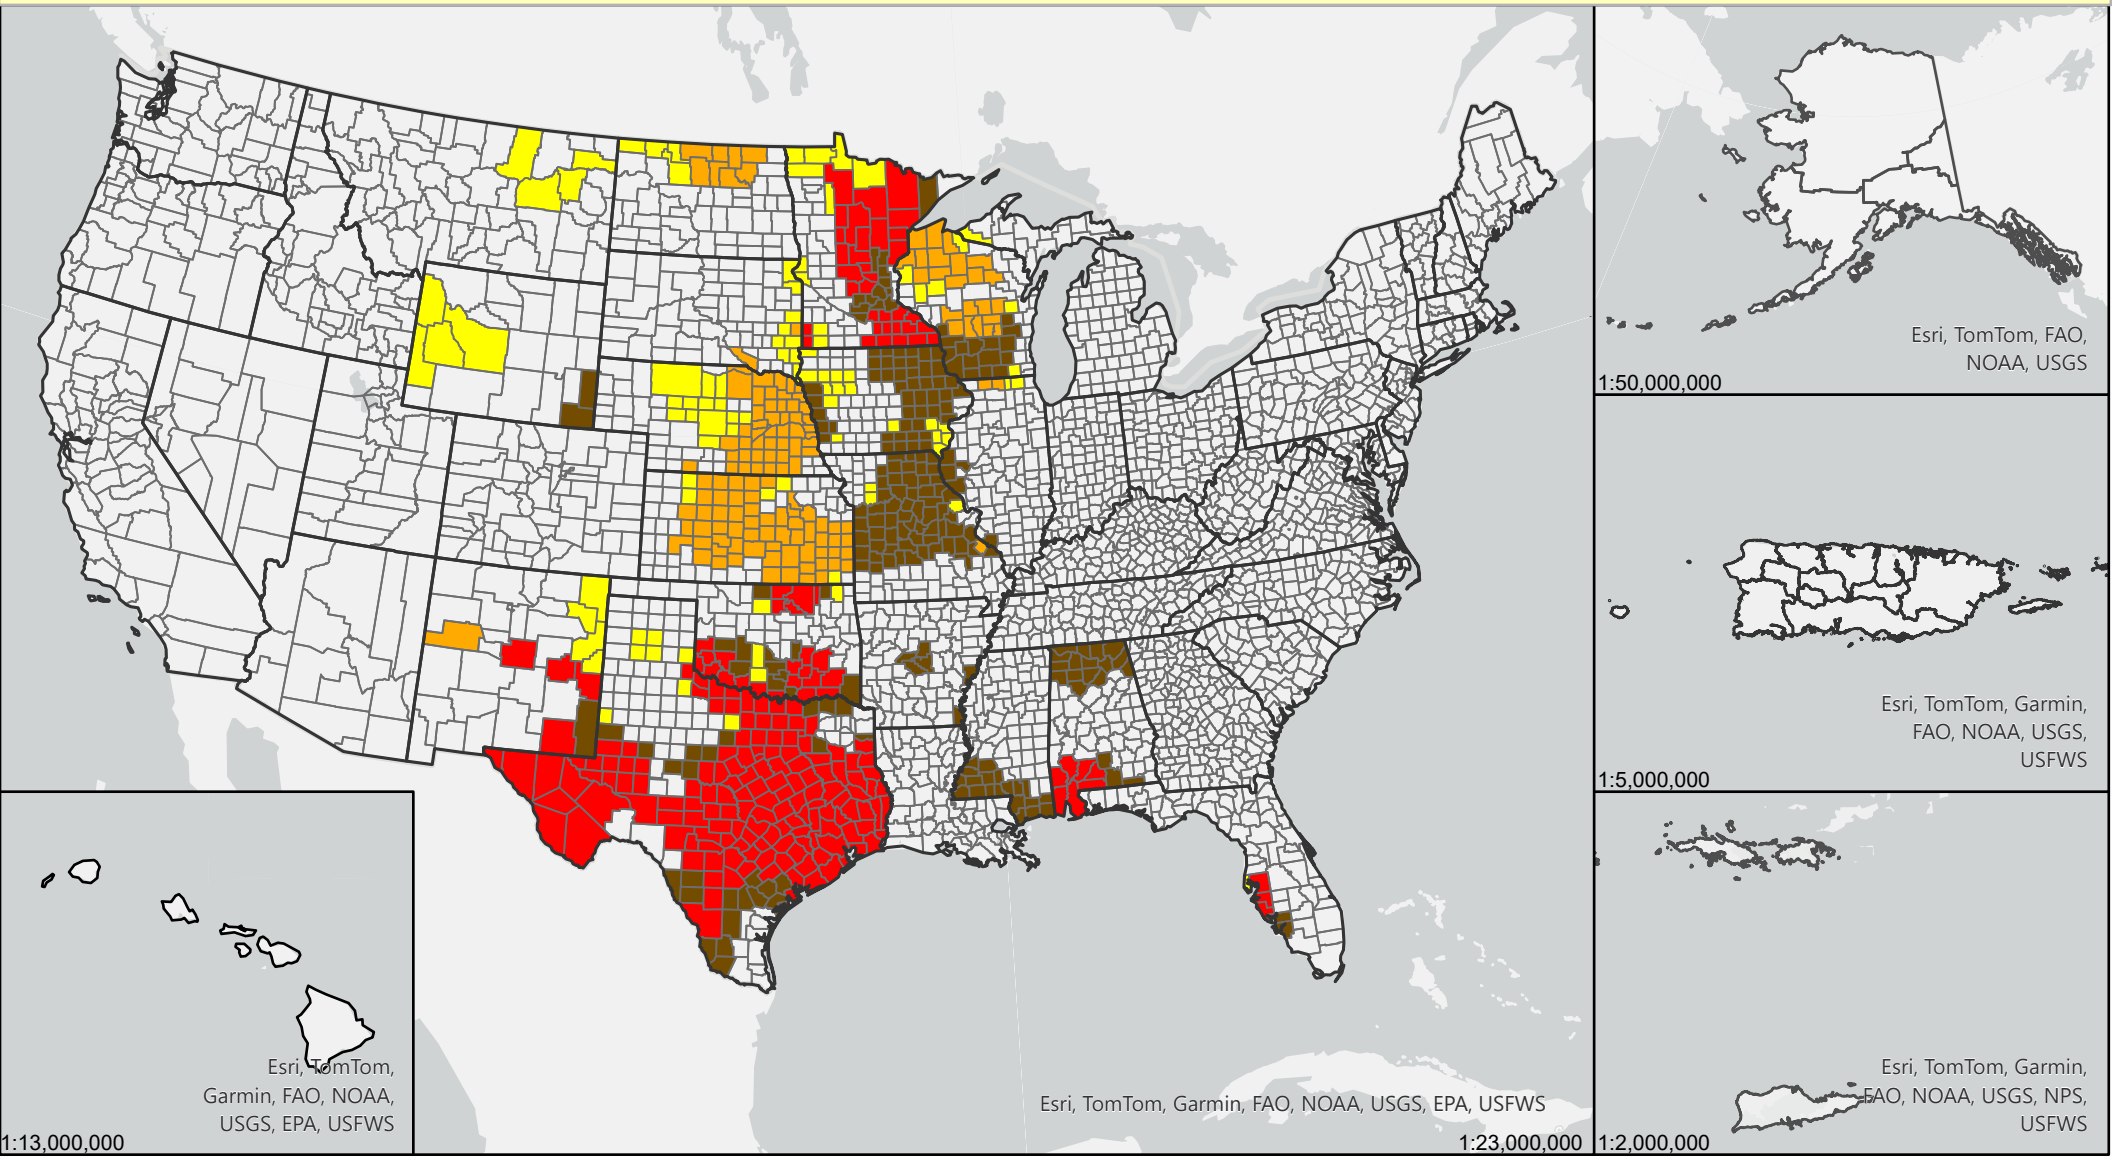 Esri, TomTom, FAO,
NOAA, USGS
1:50,000,000
Esri, TomTom, Garmin,
FAO, NOAA, USGS,
USFWS
1:5,000,000
Esri, TomTom,
Garmin, FAO, NOAA,
USGS, EPA, USFWS
1:13,000,000
Esri, TomTom, Garmin, FAO, NOAA, USGS, EPA, USFWS
1:23,000,000
Esri, TomTom, Garmin,
FAO, NOAA, USGS, NPS,
USFWS
1:2,000,000